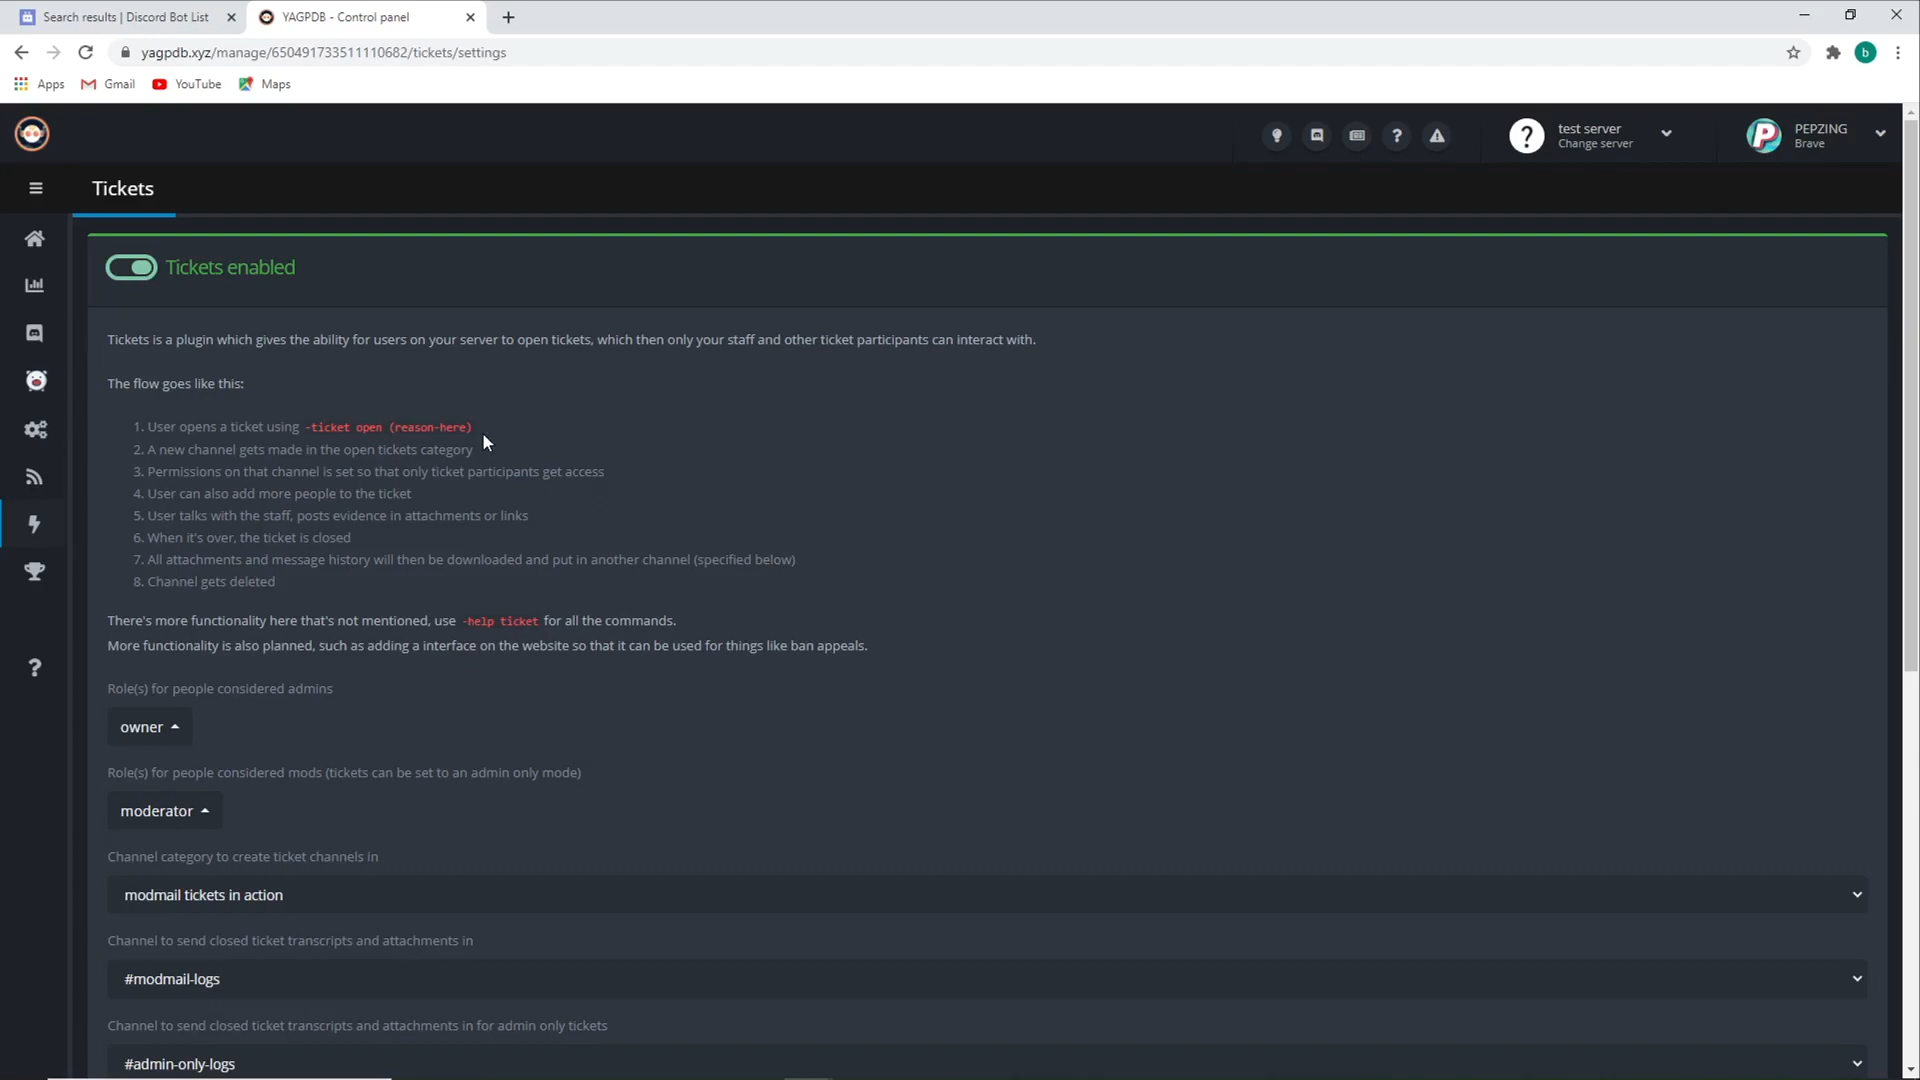 Search results | Discord Bot List
YAGPDB - Control panel
yagpdb.xyz/manage/650491733511110682/tickets/settings
b
Apps
Gmail
YouTube
Maps
test server
Change server
PEPZING
Brave
Tickets
Tickets enabled
Tickets is a plugin which gives the ability for users on your server to open tickets, which then only your staff and other ticket participants can interact with.
The flow goes like this:
1. User opens a ticket using -ticket open (reason-here)
2. A new channel gets made in the open tickets category
3. Permissions on that channel is set so that only ticket participants get access
4. User can also add more people to the ticket
5. User talks with the staff, posts evidence in attachments or links
6. When it's over, the ticket is closed
7. All attachments and message history will then be downloaded and put in another channel (specified below)
8. Channel gets deleted
There's more functionality here that's not mentioned, use -help ticket for all the commands.
More functionality is also planned, such as adding a interface on the website so that it can be used for things like ban appeals.
Role(s) for people considered admins
owner
Role(s) for people considered mods (tickets can be set to an admin only mode)
moderator
Channel category to create ticket channels in
modmail tickets in action
Channel to send closed ticket transcripts and attachments in
#modmail-logs
Channel to send closed ticket transcripts and attachments in for admin only tickets
#admin-only-logs